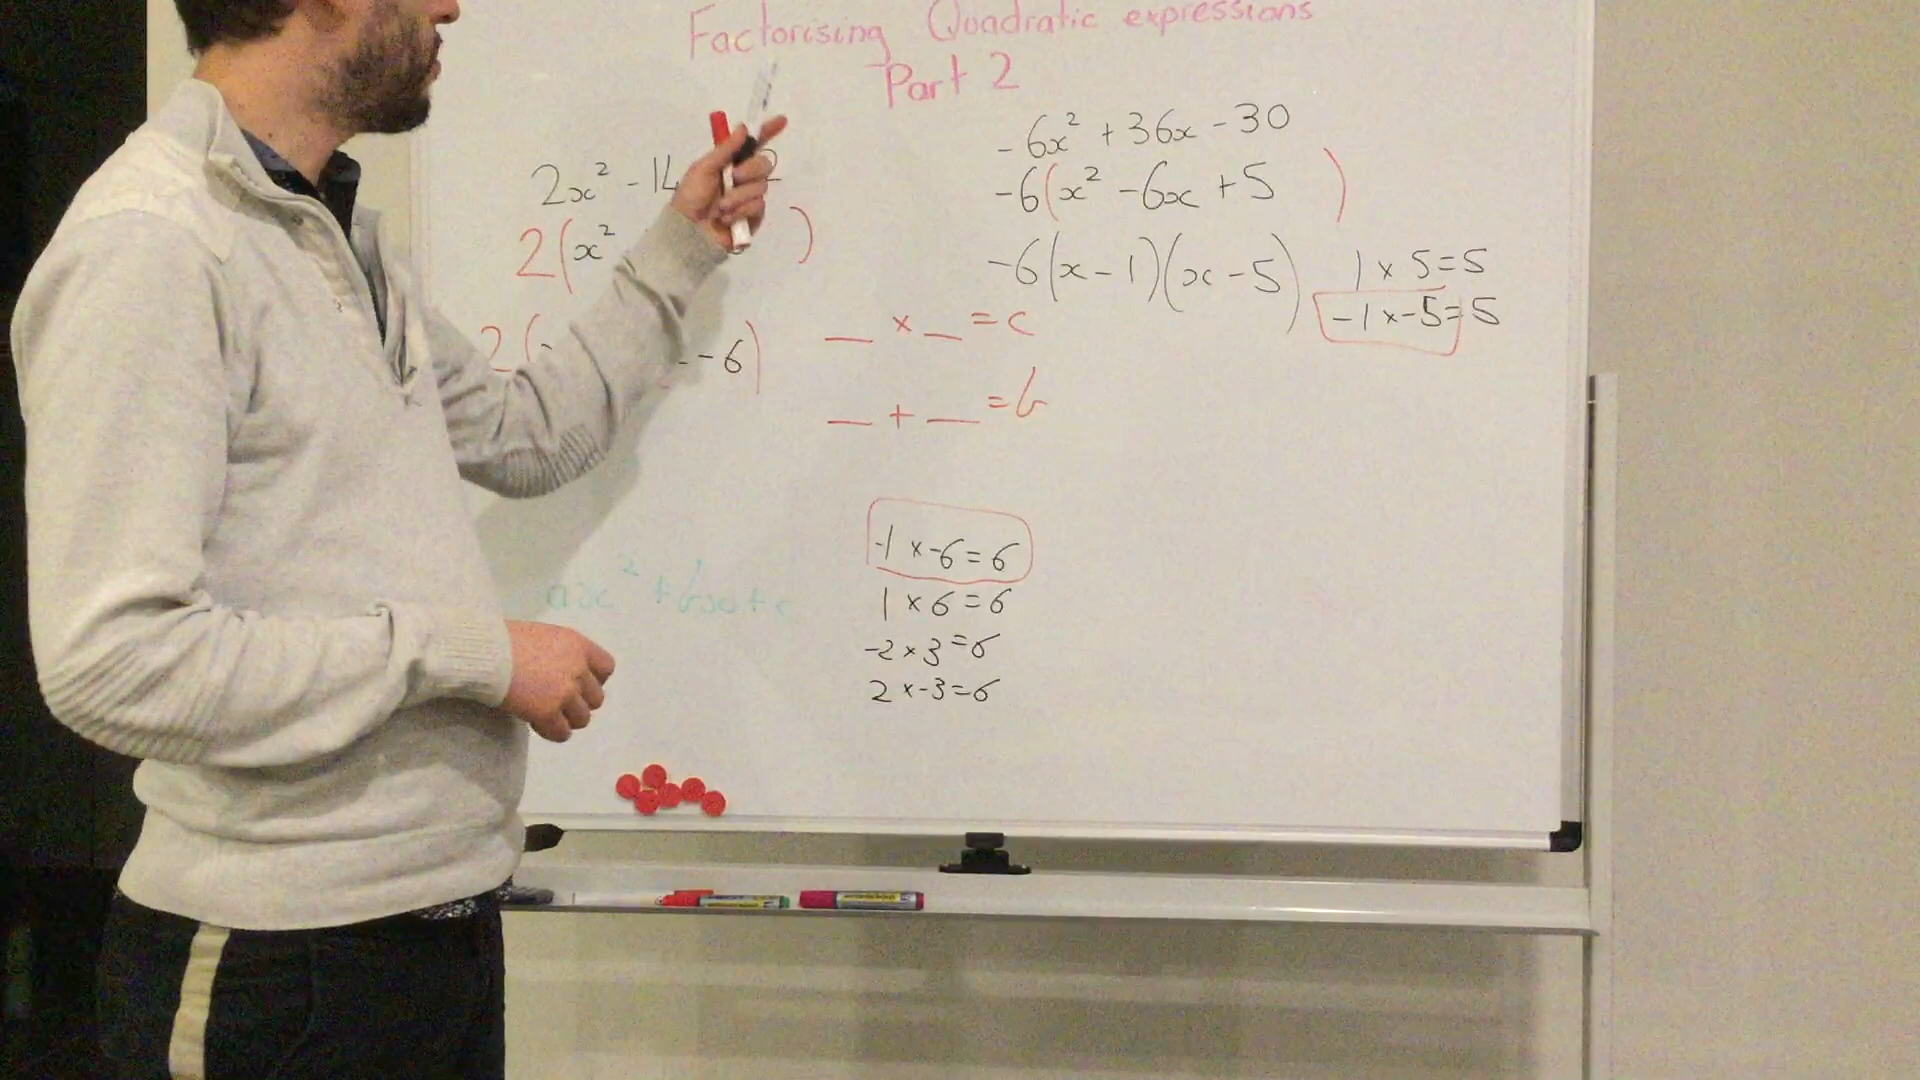 Factorising Quadratic expressions
Part 2
2x² - 14
2(x² )
2( - 6)
__ × __ = c
__ + __ = b
-6x² + 36x - 30
-6(x² - 6x + 5 )
-6(x - 1)(x - 5)
1 × 5 = 5
-1 × -5 = 5
ax² + bx + c
-1 × -6 = 6
1 × 6 = 6
-2 × 3 = 6
2 × -3 = 6